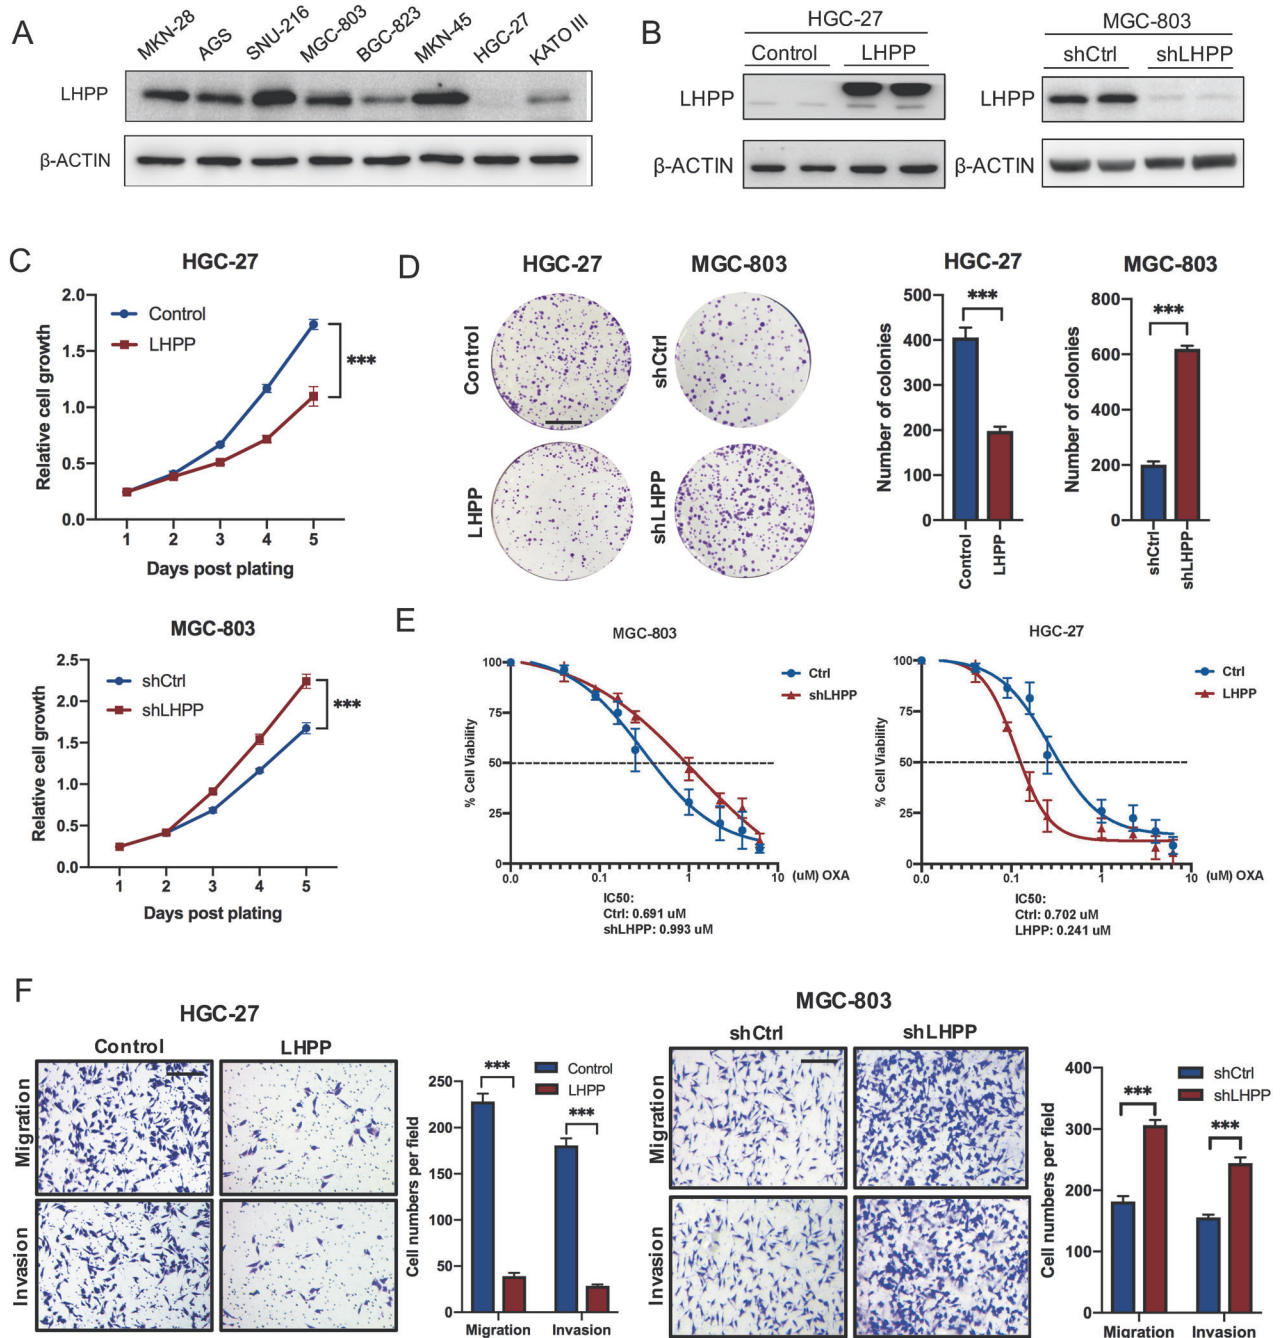 A
MKN-28
AGS
SNU-216
MGC-803
BGC-823
MKN-45
HGC-27
KATO III
LHPP
β-ACTIN
B
HGC-27
Control
LHPP
LHPP
β-ACTIN
MGC-803
shCtrl
shLHPP
LHPP
β-ACTIN
C
HGC-27
Relative cell growth
2.0
1.5
1.0
0.5
0.0
Control
LHPP
***
1 2 3 4 5
Days post plating
MGC-803
Relative cell growth
2.5
2.0
1.5
1.0
0.5
0.0
shCtrl
shLHPP
***
1 2 3 4 5
Days post plating
D
HGC-27
MGC-803
Control
shCtrl
LHPP
shLHPP
HGC-27
Number of colonies
500
400
300
200
100
0
***
Control
LHPP
MGC-803
Number of colonies
800
600
400
200
0
***
shCtrl
shLHPP
E
MGC-803
% Cell Viability
100
75
50
25
0
Ctrl
shLHPP
0.0 0.1 1 10 (uM) OXA
IC50:
Ctrl: 0.691 uM
shLHPP: 0.993 uM
HGC-27
% Cell Viability
100
75
50
25
0
Ctrl
LHPP
0.0 0.1 1 10 (uM) OXA
IC50:
Ctrl: 0.702 uM
LHPP: 0.241 uM
F
HGC-27
Control
LHPP
Migration
Invasion
Cell numbers per field
250
200
150
100
50
0
Control
LHPP
***
***
Migration Invasion
MGC-803
shCtrl
shLHPP
Migration
Invasion
Cell numbers per field
400
300
200
100
0
shCtrl
shLHPP
***
***
Migration Invasion